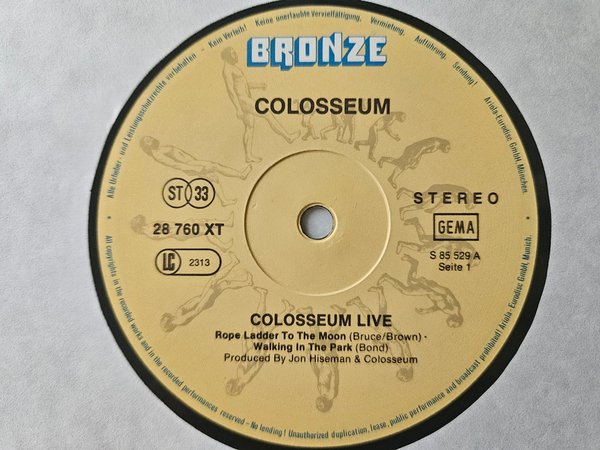 BRONZE
COLOSSEUM
ST 33
28 760 XT
LC 2313
STEREO
GEMA
S 85 529 A
Seite 1
COLOSSEUM LIVE
Rope Ladder To The Moon (Bruce/Brown) -
Walking In The Park (Bond)
Produced By Jon Hiseman & Colosseum
Alle Urheber- und Leistungsschutzrechte vorbehalten - Kein Verleih! Keine unerlaubte Vervielfältigung, Vermietung, Aufführung, Sendung! Ariola-Eurodisc GmbH, München.
All copyrights in the recorded works and in the recorded performances reserved - No lending! Unauthorized duplication, lease, public performance and broadcasting prohibited! Ariola-Eurodisc GmbH, Munich.